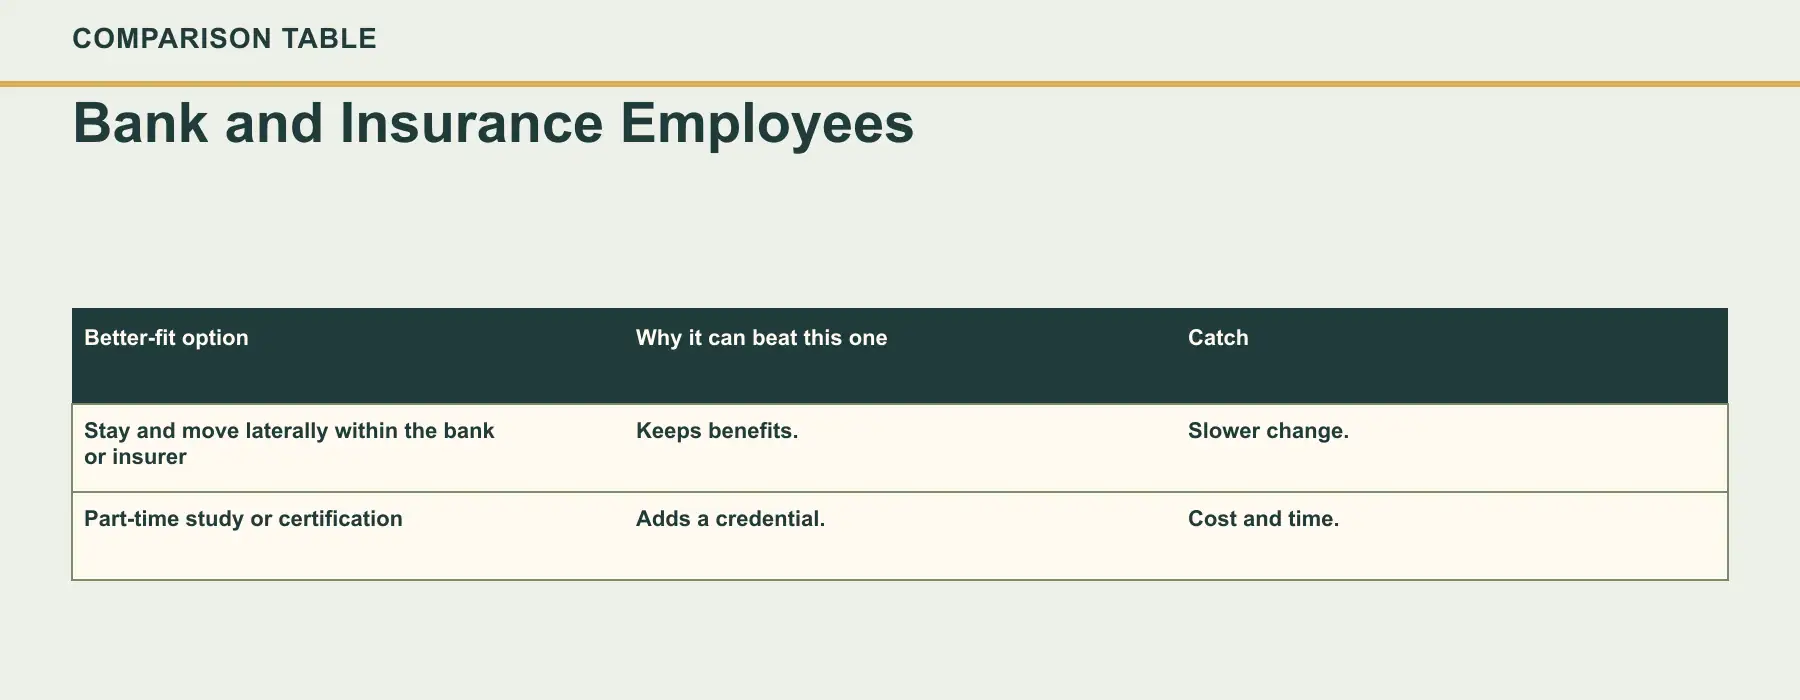 COMPARISON TABLE
Bank and Insurance Employees
Better-fit option
Why it can beat this one
Catch
Stay and move laterally within the bank
or insurer
Keeps benefits.
Slower change.
Part-time study or certification
Adds a credential.
Cost and time.